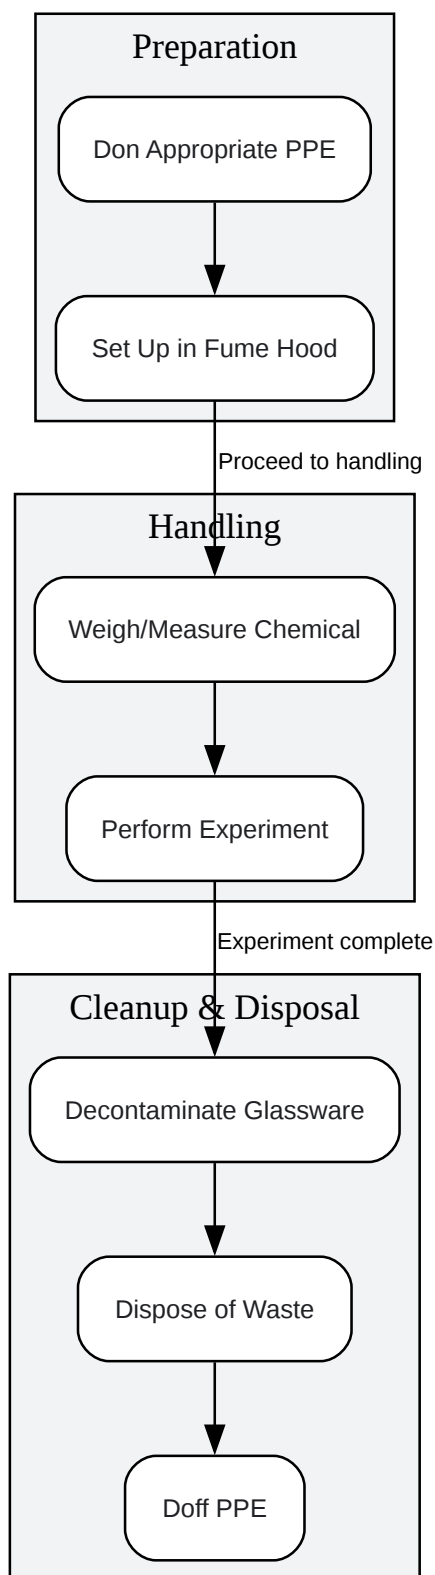 Preparation
Don Appropriate PPE
Set Up in Fume Hood
Proceed to handling
Handling
Weigh/Measure Chemical
Perform Experiment
Experiment complete
Cleanup & Disposal
Decontaminate Glassware
Dispose of Waste
Doff PPE